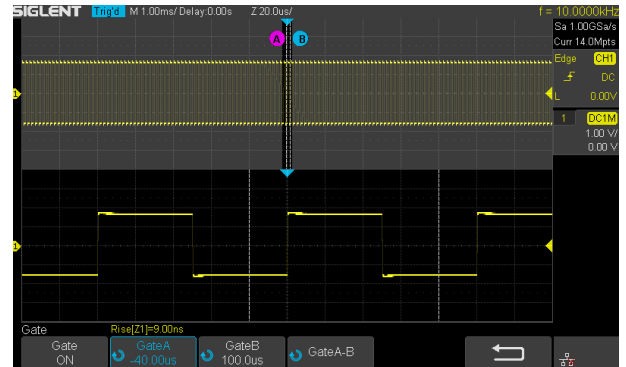 SIGLENT Trig'd M 1.00ms/ Delay:0.00s Z 20.0us/ f = 10.0000kHz
Sa 1.00GSa/s
Curr 14.0Mpts
A B
Edge CH1
DC
L 0.00V
1 DC1M
1.00 V/
0.00 V
1
1
Gate Rise[Z1]=9.00ns
Gate GateA GateB GateA-B
ON -40.00us 100.0us